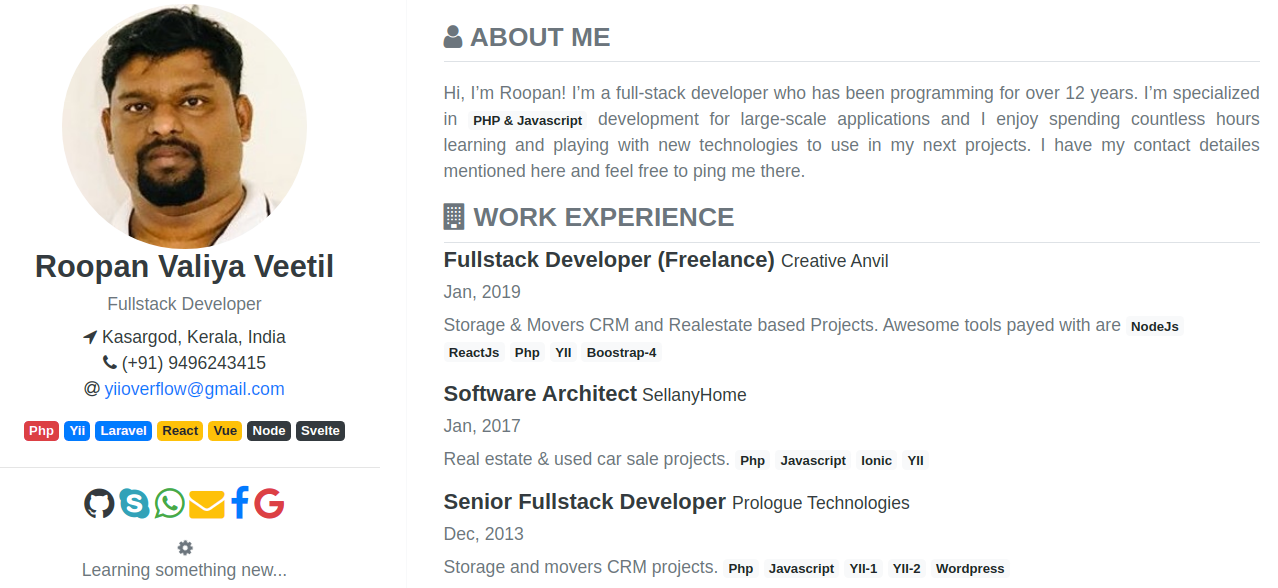 Roopan Valiya Veetil
Fullstack Developer
Kasargod, Kerala, India
(+91) 9496243415
@ yiioverflow@gmail.com
Php Yii Laravel React Vue Node Svelte
Learning something new...
ABOUT ME
Hi, I’m Roopan! I’m a full-stack developer who has been programming for over 12 years. I’m specialized
in PHP & Javascript development for large-scale applications and I enjoy spending countless hours
learning and playing with new technologies to use in my next projects. I have my contact detailes
mentioned here and feel free to ping me there.
WORK EXPERIENCE
Fullstack Developer (Freelance) Creative Anvil
Jan, 2019
Storage & Movers CRM and Realestate based Projects. Awesome tools payed with are NodeJs
ReactJs Php YII Boostrap-4
Software Architect SellanyHome
Jan, 2017
Real estate & used car sale projects. Php Javascript Ionic YII
Senior Fullstack Developer Prologue Technologies
Dec, 2013
Storage and movers CRM projects. Php Javascript YII-1 YII-2 Wordpress